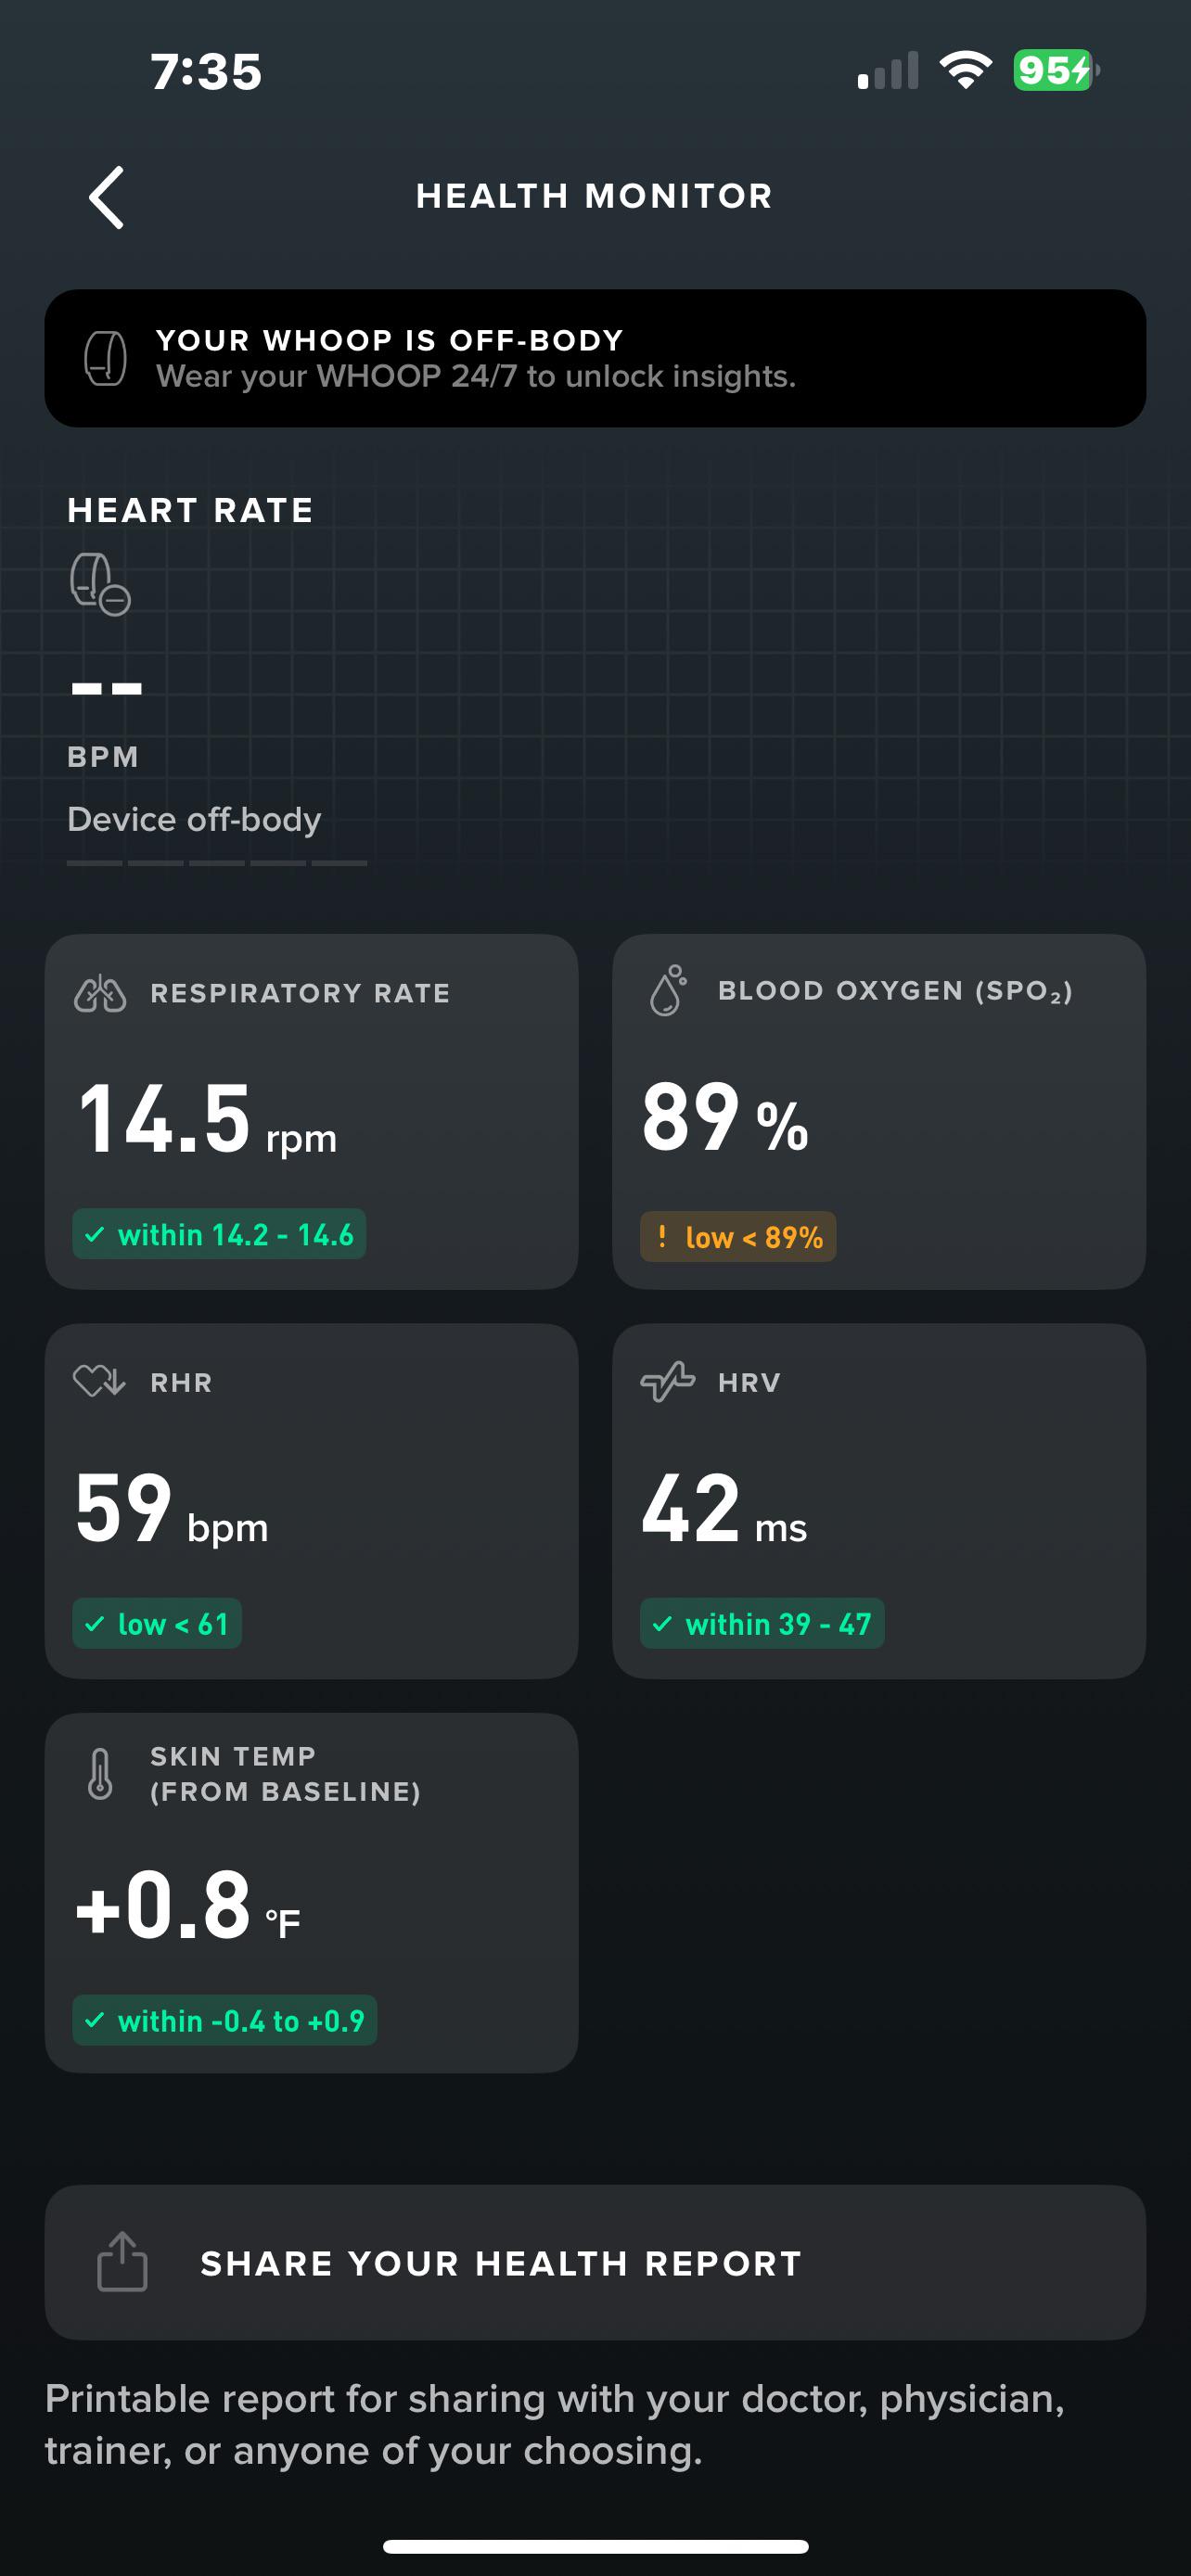 7:35
95
HEALTH MONITOR
YOUR WHOOP IS OFF-BODY
Wear your WHOOP 24/7 to unlock insights.
HEART RATE
--
BPM
Device off-body
RESPIRATORY RATE
14.5 rpm
within 14.2 - 14.6
BLOOD OXYGEN (SPO₂)
89 %
! low < 89%
RHR
59 bpm
low < 61
HRV
42 ms
within 39 - 47
SKIN TEMP
(FROM BASELINE)
+0.8 °F
within -0.4 to +0.9
SHARE YOUR HEALTH REPORT
Printable report for sharing with your doctor, physician,
trainer, or anyone of your choosing.